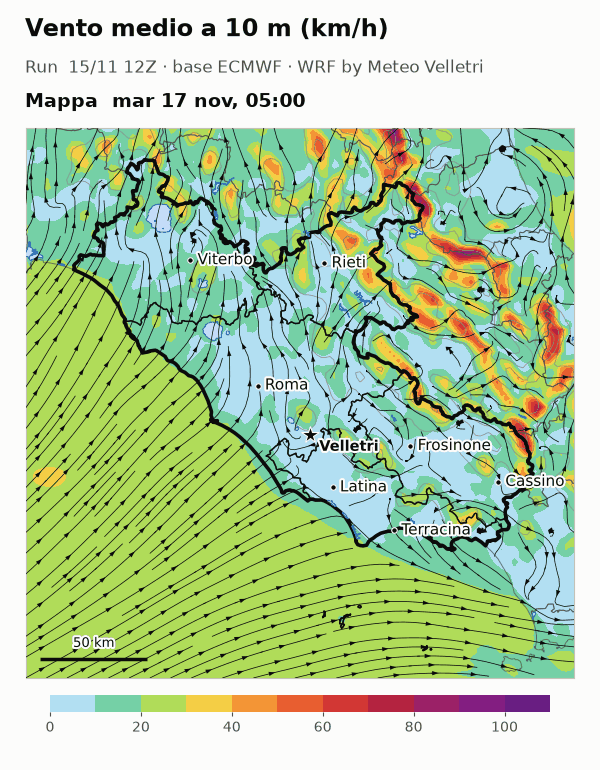 Vento medio a 10 m (km/h)
Run  15/11 12Z · base ECMWF · WRF by Meteo Velletri
Mappa  mar 17 nov, 05:00
Viterbo
Rieti
Roma
Velletri
Frosinone
Latina
Cassino
Terracina
50 km
0 20 40 60 80 100